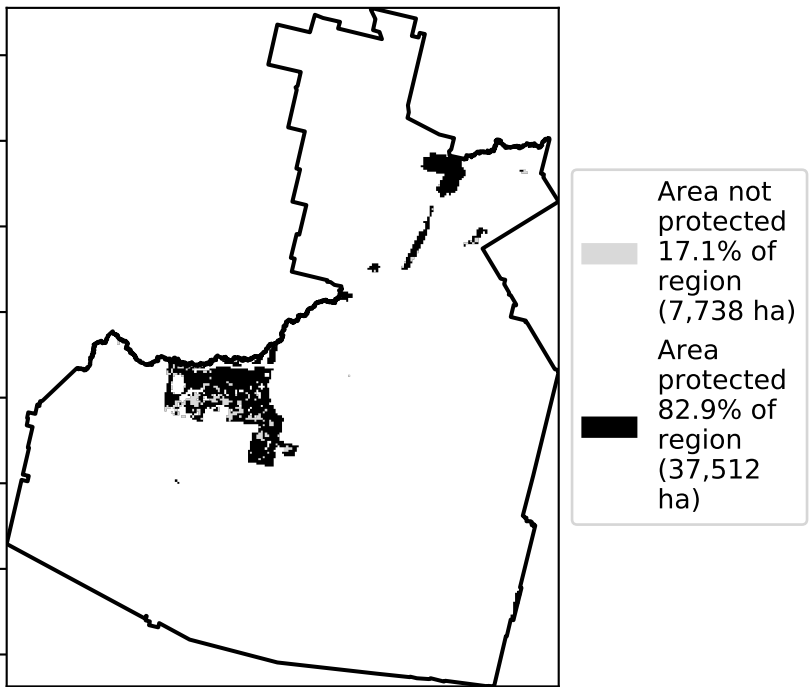 Area not
protected
17.1% of
region
(7,738 ha)
Area
protected
82.9% of
region
(37,512
ha)